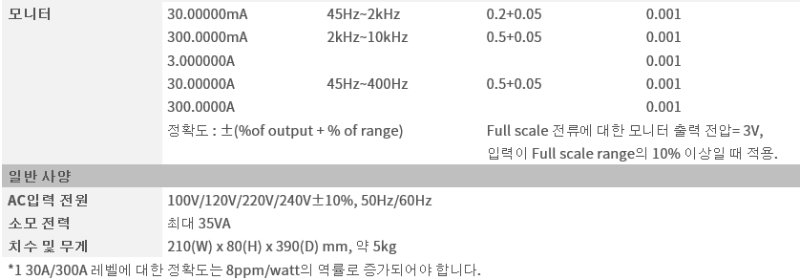 모니터 30.00000mA 45Hz~2kHz 0.2+0.05 0.001
300.0000mA 2kHz~10kHz 0.5+0.05 0.001
3.000000A 0.001
30.00000A 45Hz~400Hz 0.5+0.05 0.001
300.0000A 0.001
정확도 : ±(%of output + % of range) Full scale 전류에 대한 모니터 출력 전압= 3V,
입력이 Full scale range의 10% 이상일 때 적용.
일반 사양
AC입력 전원 100V/120V/220V/240V±10%, 50Hz/60Hz
소모 전력 최대 35VA
치수 및 무게 210(W) x 80(H) x 390(D) mm, 약 5kg
*1 30A/300A 레벨에 대한 정확도는 8ppm/watt의 역률로 증가되어야 합니다.